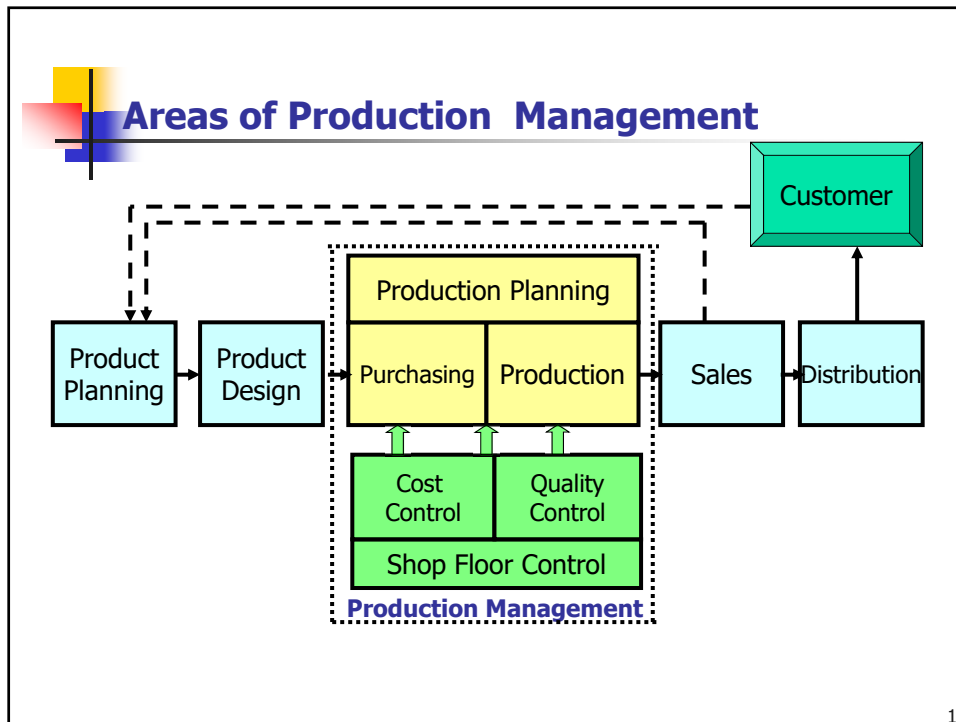 Areas of Production  Management
Customer
Production Planning
Product
Planning
Product
Design
Purchasing
Production
Sales
Distribution
Cost
Control
Quality
Control
Shop Floor Control
Production Management
1